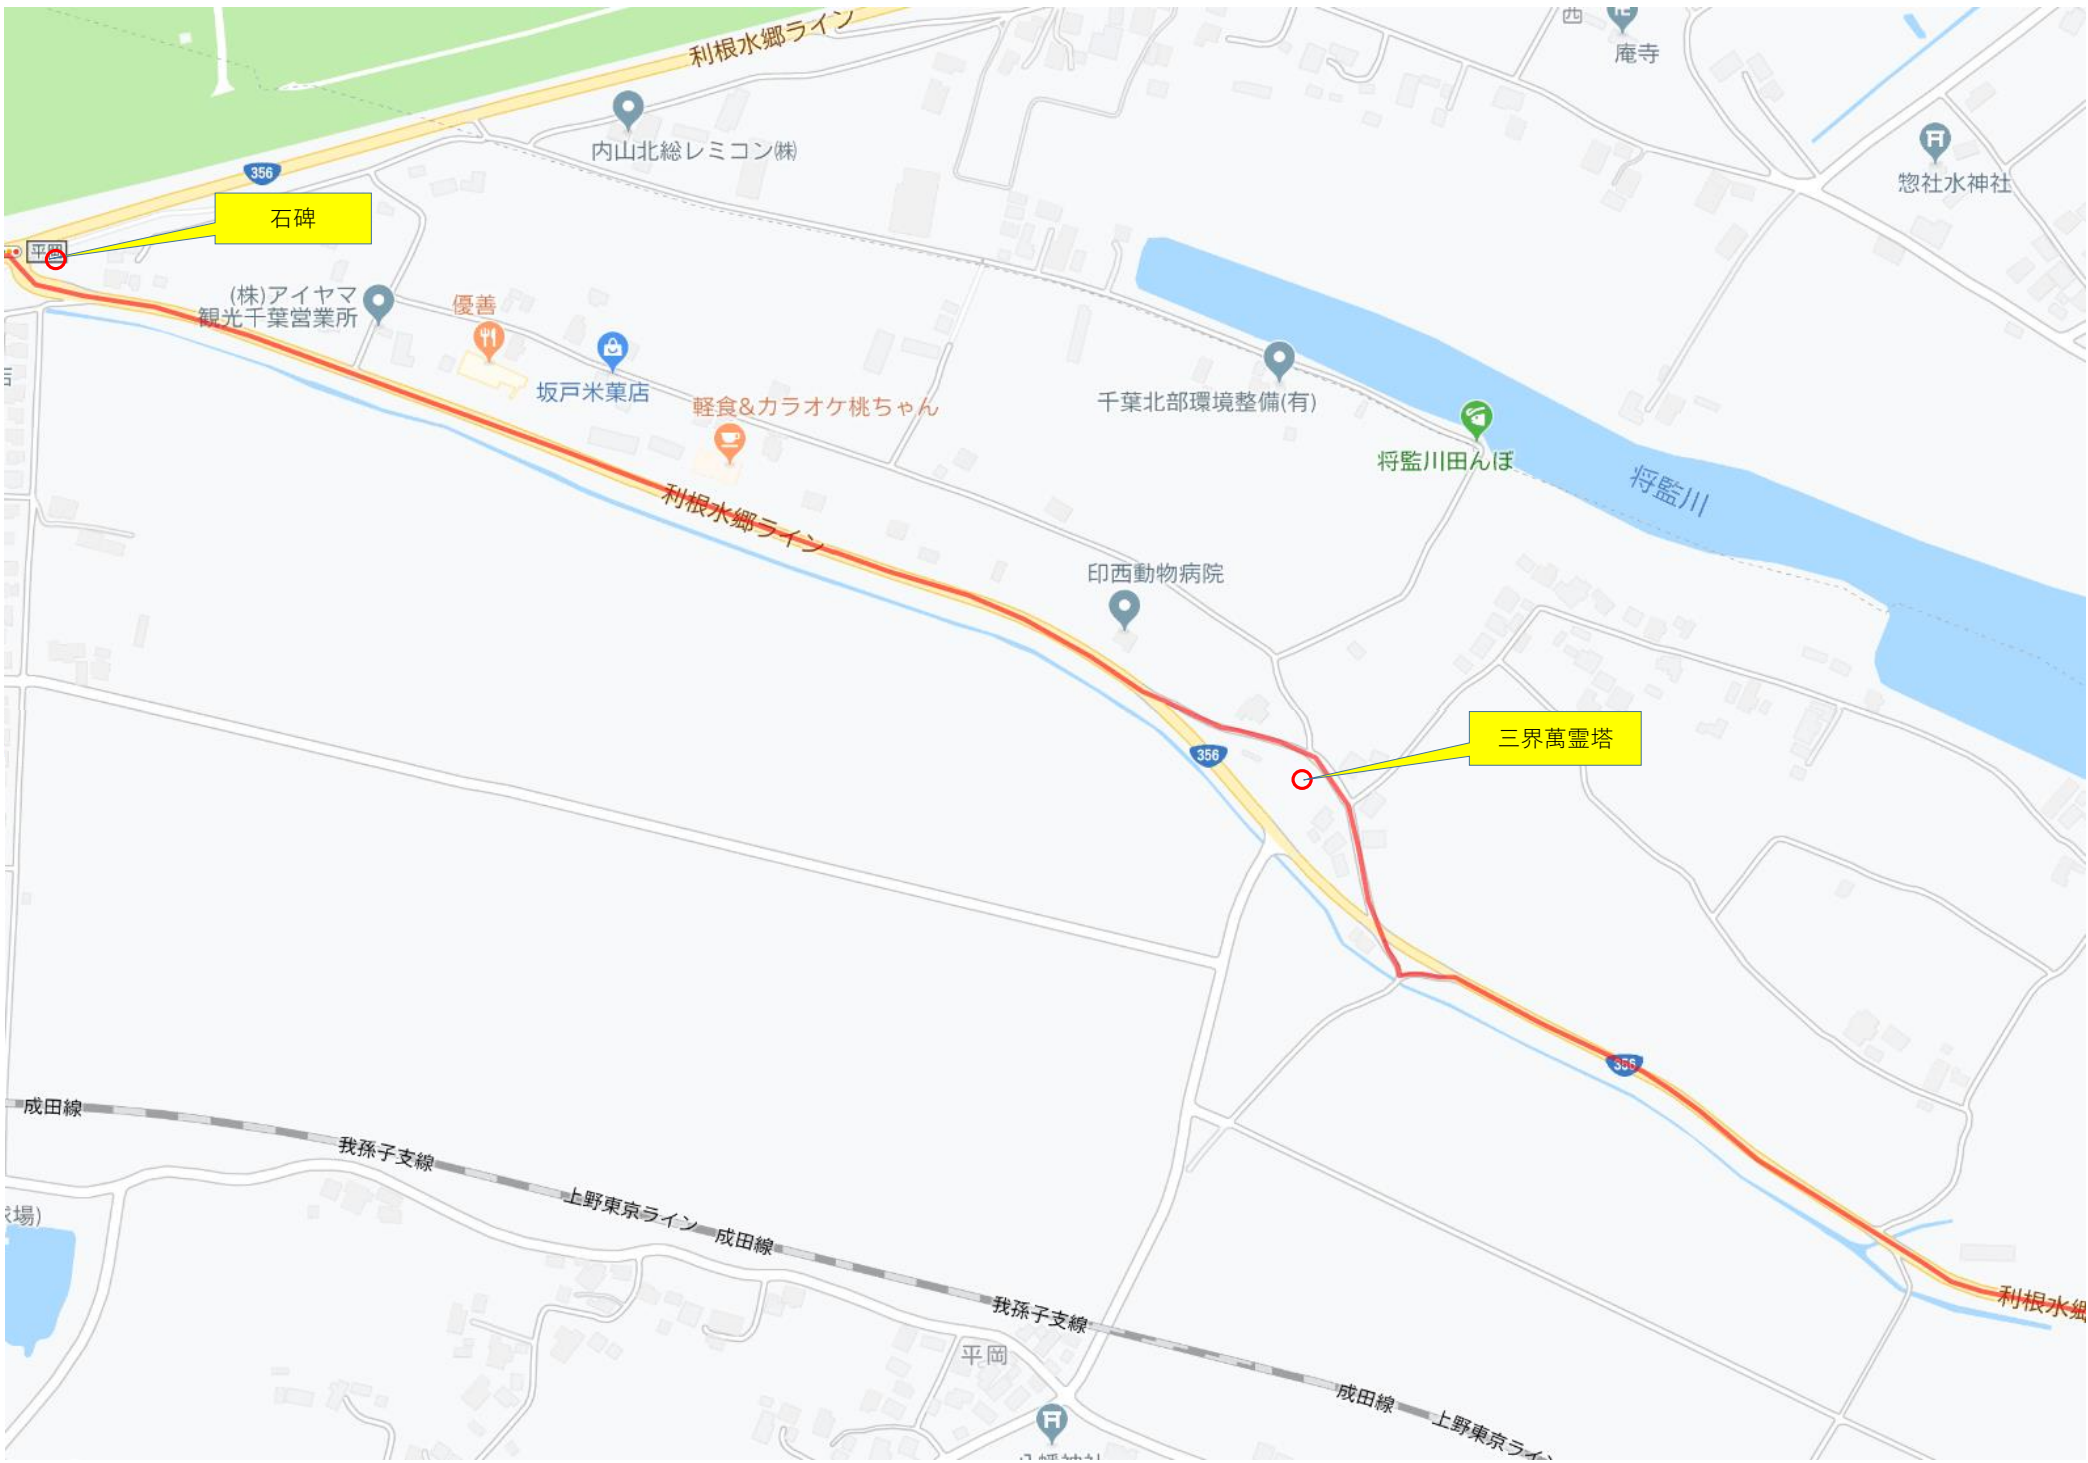 利根水郷ライン
西
庵寺
内山北総レミコン㈱
惣社水神社
356
石碑
(株)アイヤマ
観光千葉営業所
優善
坂戸米菓店
軽食&カラオケ桃ちゃん
千葉北部環境整備(有)
将監川田んぼ
将監川
利根水郷ライン
印西動物病院
三界萬霊塔
356
356
成田線
我孫子支線
上野東京ライン
成田線
我孫子支線
平岡
成田線
上野東京ライン
利根水郷